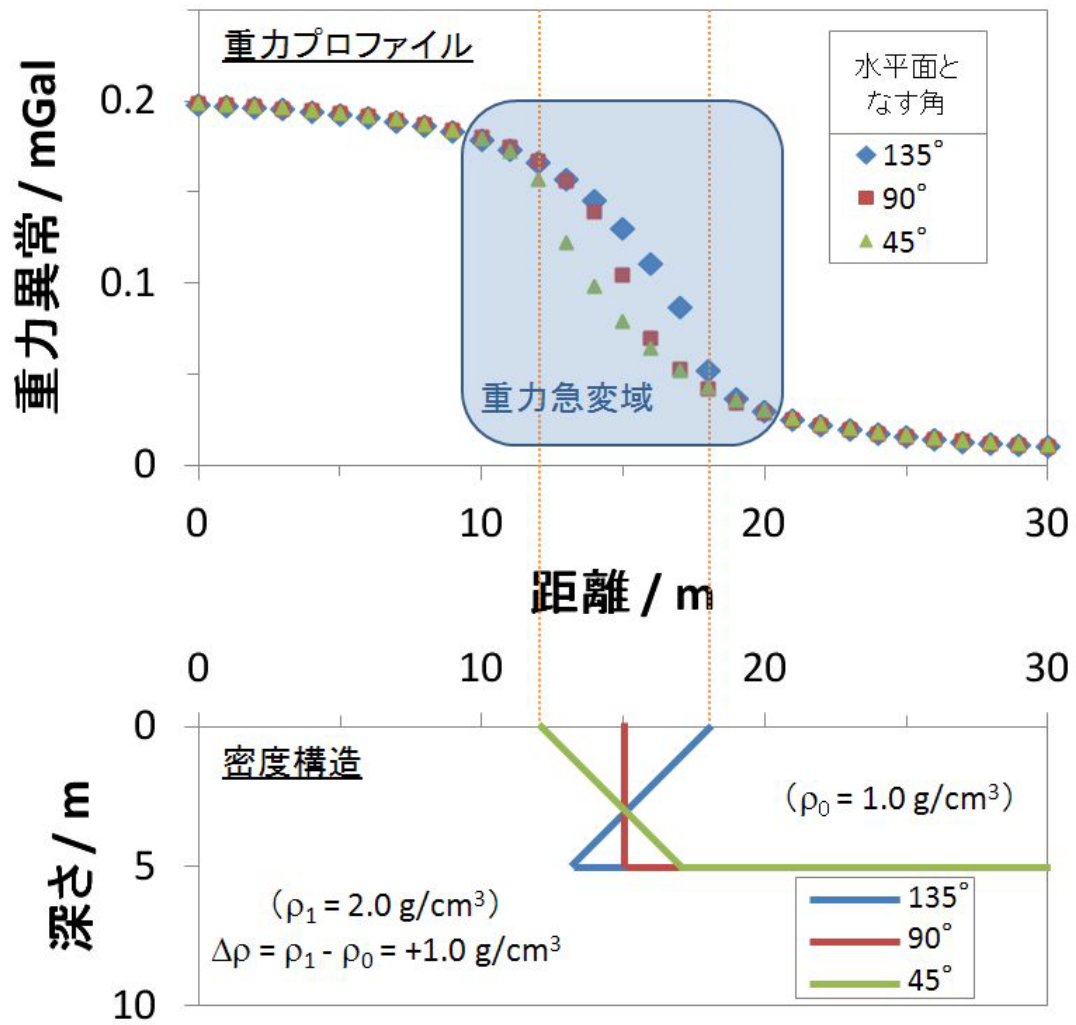 重力プロファイル
水平面と
なす角
135°
90°
45°
重力異常 / mGal
0.2
0.1
0
重力急変域
0 10 20 30
距離 / m
0 10 20 30
深さ / m
0
5
10
密度構造
(ρ0 = 1.0 g/cm³)
(ρ1 = 2.0 g/cm³)
Δρ = ρ1 - ρ0 = +1.0 g/cm³
135°
90°
45°